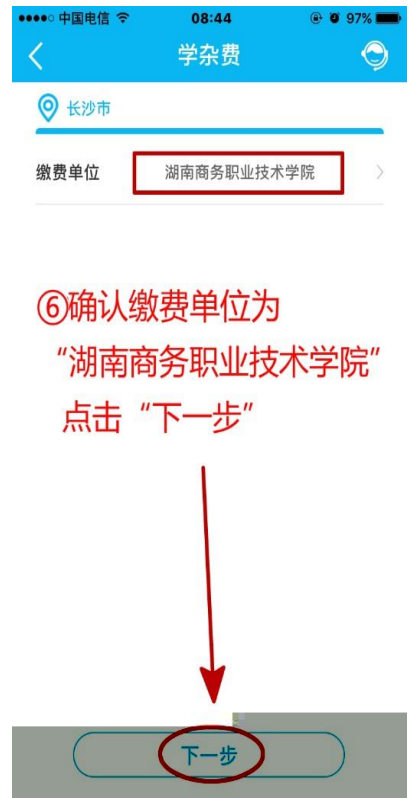 中国电信 08:44 97%
学杂费
长沙市
缴费单位 湖南商务职业技术学院
⑥确认缴费单位为
“湖南商务职业技术学院”
点击“下一步”
下一步